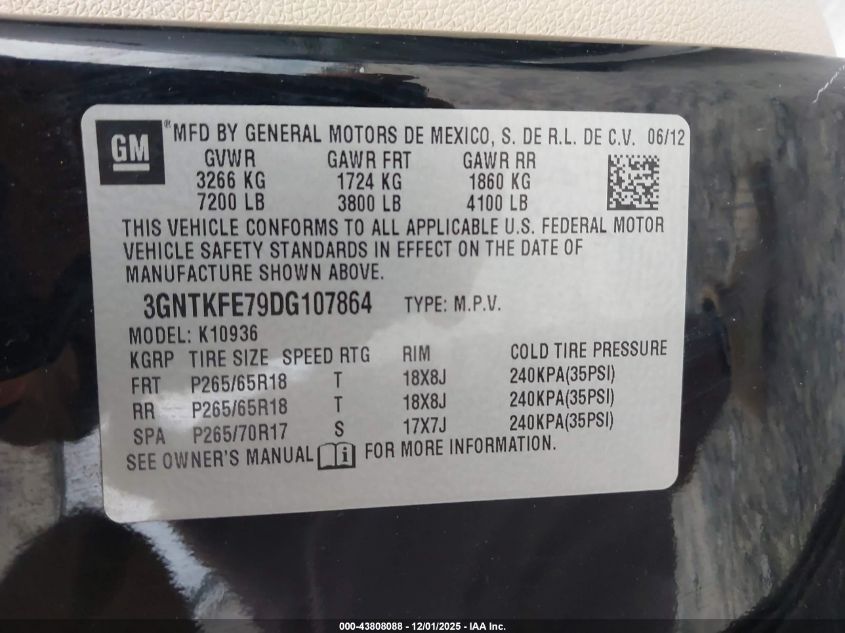 GM ® MFD BY GENERAL MOTORS DE MEXICO, S. DE R.L. DE C.V. 06/12
GVWR GAWR FRT GAWR RR
3266 KG 1724 KG 1860 KG
7200 LB 3800 LB 4100 LB
THIS VEHICLE CONFORMS TO ALL APPLICABLE U.S. FEDERAL MOTOR
VEHICLE SAFETY STANDARDS IN EFFECT ON THE DATE OF
MANUFACTURE SHOWN ABOVE.
3GNTKFE79DG107864 TYPE: M.P.V.
MODEL: K10936
KGRP TIRE SIZE SPEED RTG RIM COLD TIRE PRESSURE
FRT P265/65R18 T 18X8J 240KPA(35PSI)
RR P265/65R18 T 18X8J 240KPA(35PSI)
SPA P265/70R17 S 17X7J 240KPA(35PSI)
SEE OWNER'S MANUAL FOR MORE INFORMATION.
000-43808088 - 12/01/2025 - IAA Inc.